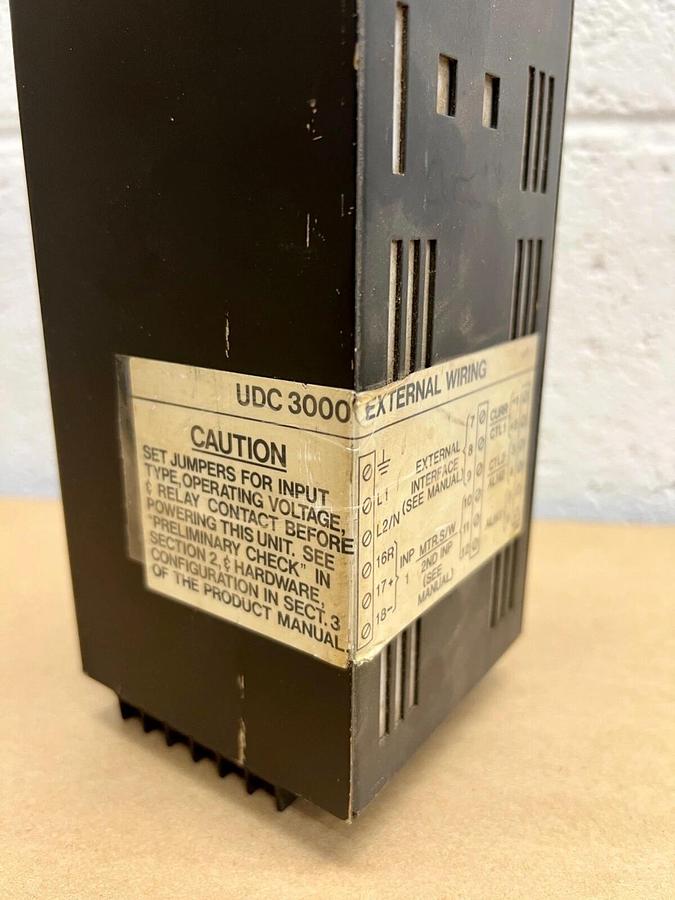 UDC 3000 EXTERNAL WIRING
CAUTION
SET JUMPERS FOR INPUT
TYPE, OPERATING VOLTAGE,
& RELAY CONTACT BEFORE
POWERING THIS UNIT. SEE
"PRELIMINARY CHECK" IN
SECTION 2, & HARDWARE,
CONFIGURATION IN SECT. 3
OF THE PRODUCT MANUAL.
L1
L2/N
16R
17+
18-
INP
1
EXTERNAL
INTERFACE
(SEE MANUAL)
MTR.S/W
2ND INP
(SEE
MANUAL)
7
8
9
10
11
12
CURR
CTL1